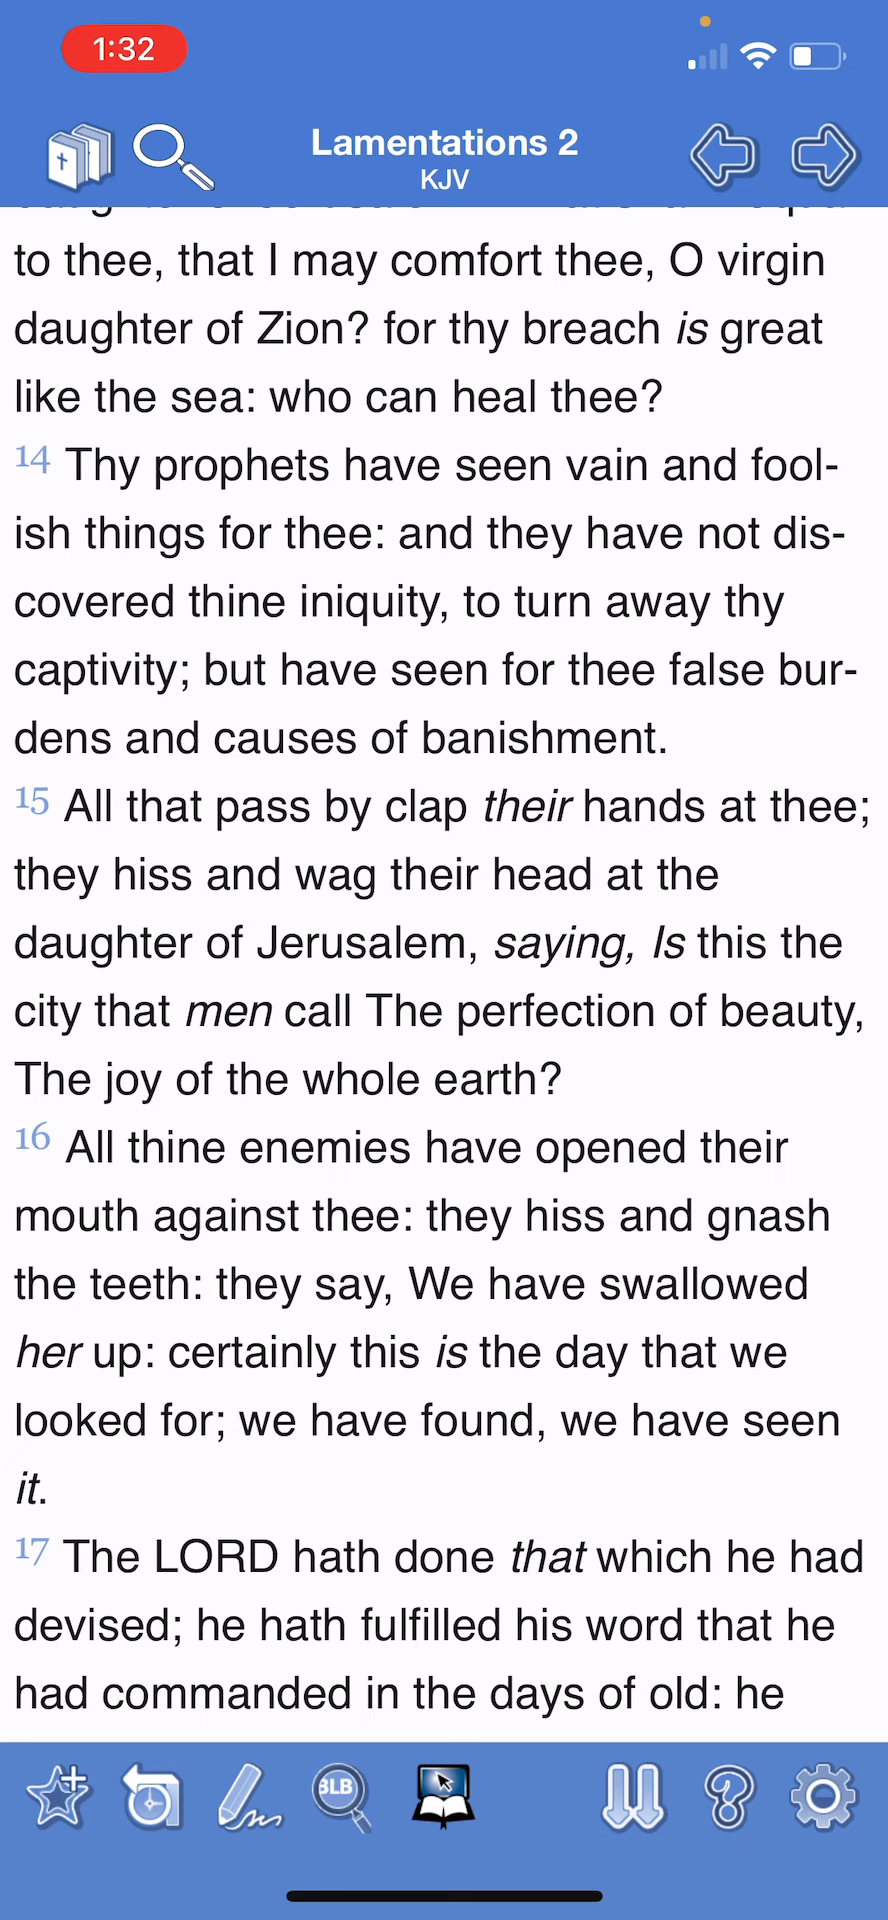 1:32
Lamentations 2
KJV
to thee, that I may comfort thee, O virgin
daughter of Zion? for thy breach is great
like the sea: who can heal thee?
14 Thy prophets have seen vain and fool-
ish things for thee: and they have not dis-
covered thine iniquity, to turn away thy
captivity; but have seen for thee false bur-
dens and causes of banishment.
15 All that pass by clap their hands at thee;
they hiss and wag their head at the
daughter of Jerusalem, saying, Is this the
city that men call The perfection of beauty,
The joy of the whole earth?
16 All thine enemies have opened their
mouth against thee: they hiss and gnash
the teeth: they say, We have swallowed
her up: certainly this is the day that we
looked for; we have found, we have seen
it.
17 The LORD hath done that which he had
devised; he hath fulfilled his word that he
had commanded in the days of old: he
BLB